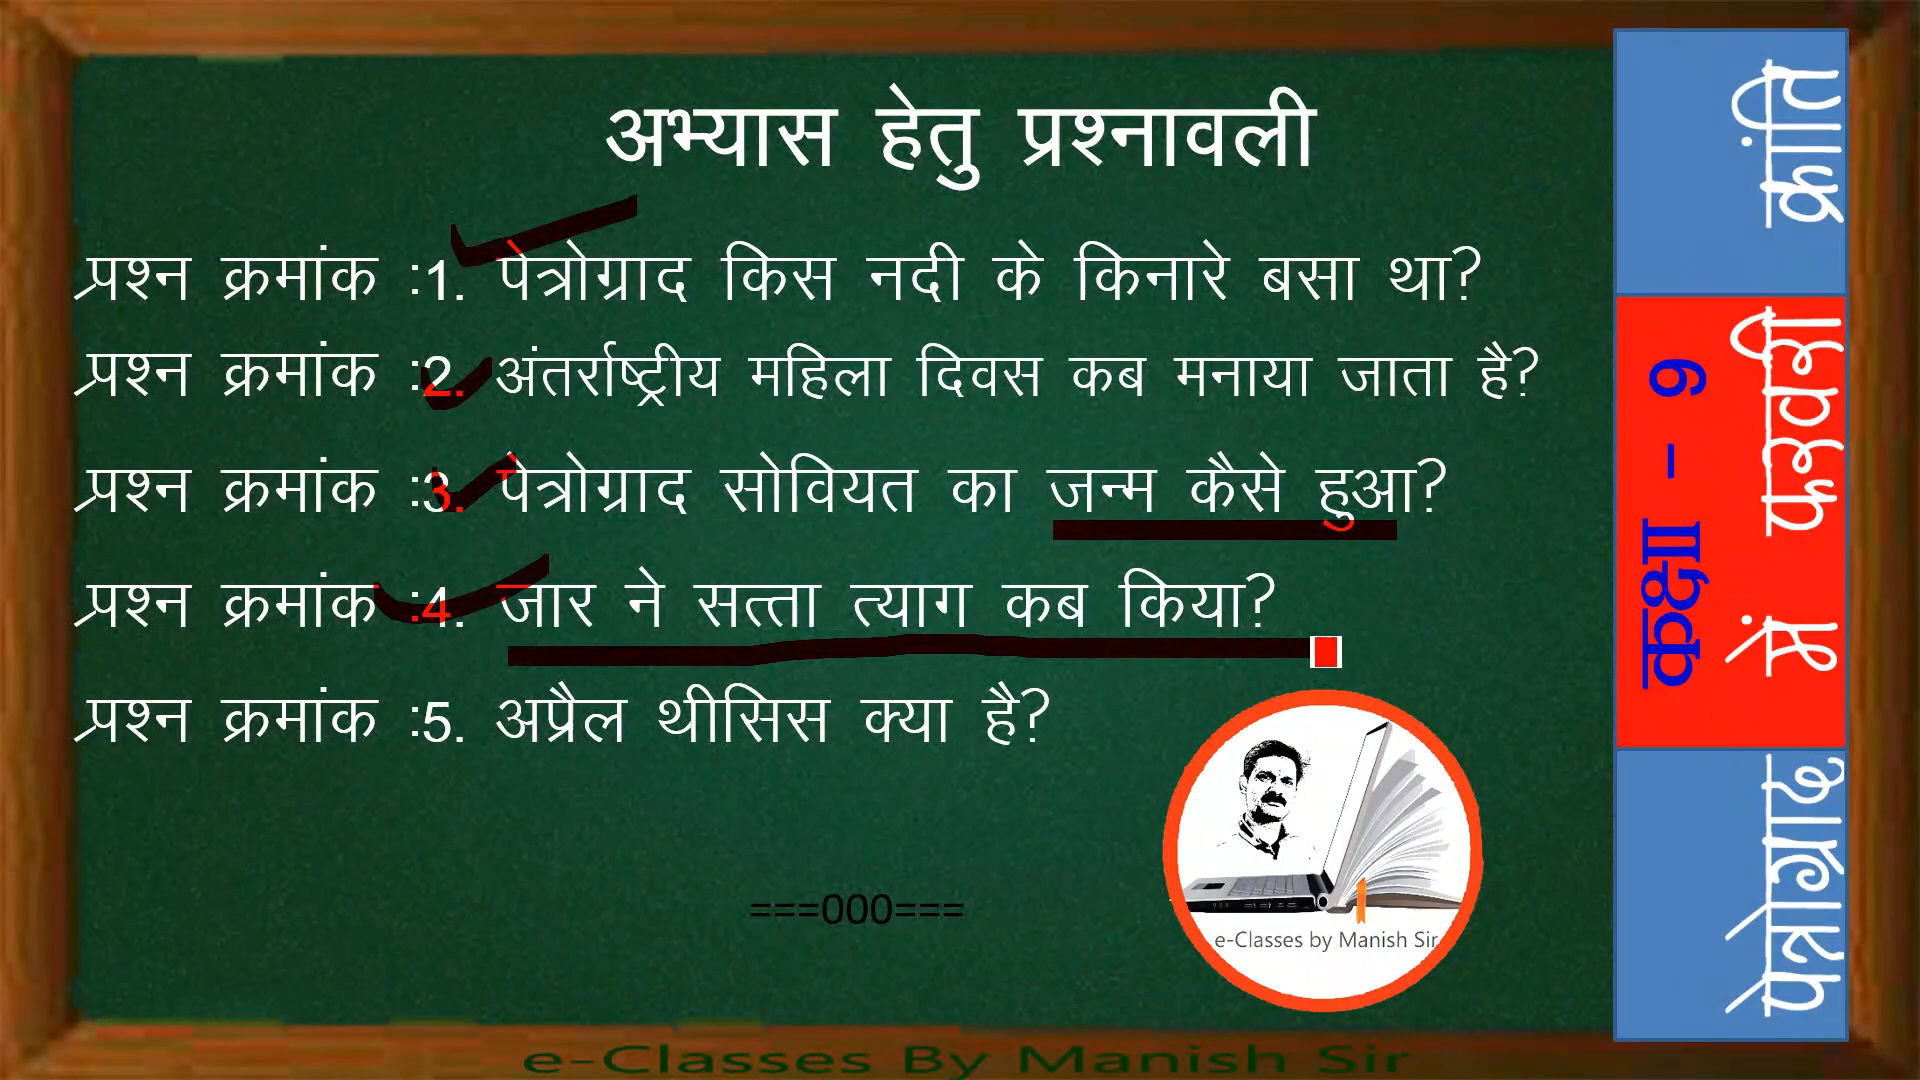 अभ्यास हेतु प्रश्नावली
प्रश्न क्रमांक :1. पेत्रोग्राद किस नदी के किनारे बसा था?
प्रश्न क्रमांक :2. अंतर्राष्ट्रीय महिला दिवस कब मनाया जाता है?
प्रश्न क्रमांक :3. पेत्रोग्राद सोवियत का जन्म कैसे हुआ?
प्रश्न क्रमांक :4. जार ने सत्ता त्याग कब किया?
प्रश्न क्रमांक :5. अप्रैल थीसिस क्या है?
===000===
e-Classes by Manish Sir
e-Classes By Manish Sir
कक्षा - 9
पेत्रोग्राद में फरवरी क्रांति